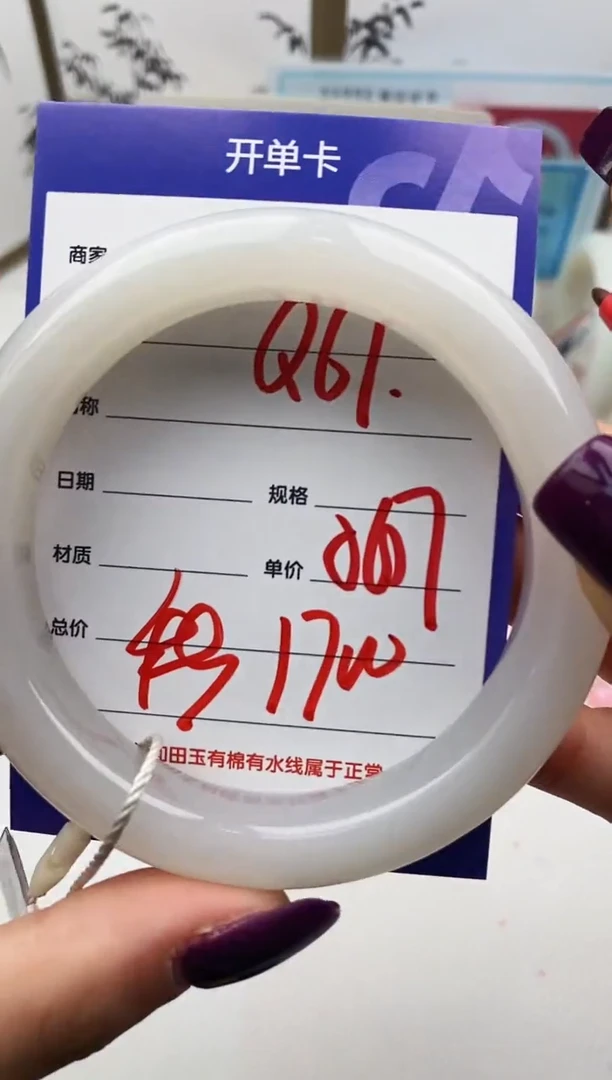 开单卡
商家
Q61.
称
日期 规格
材质 单价
总价 1700
田玉有棉有水线属于正常